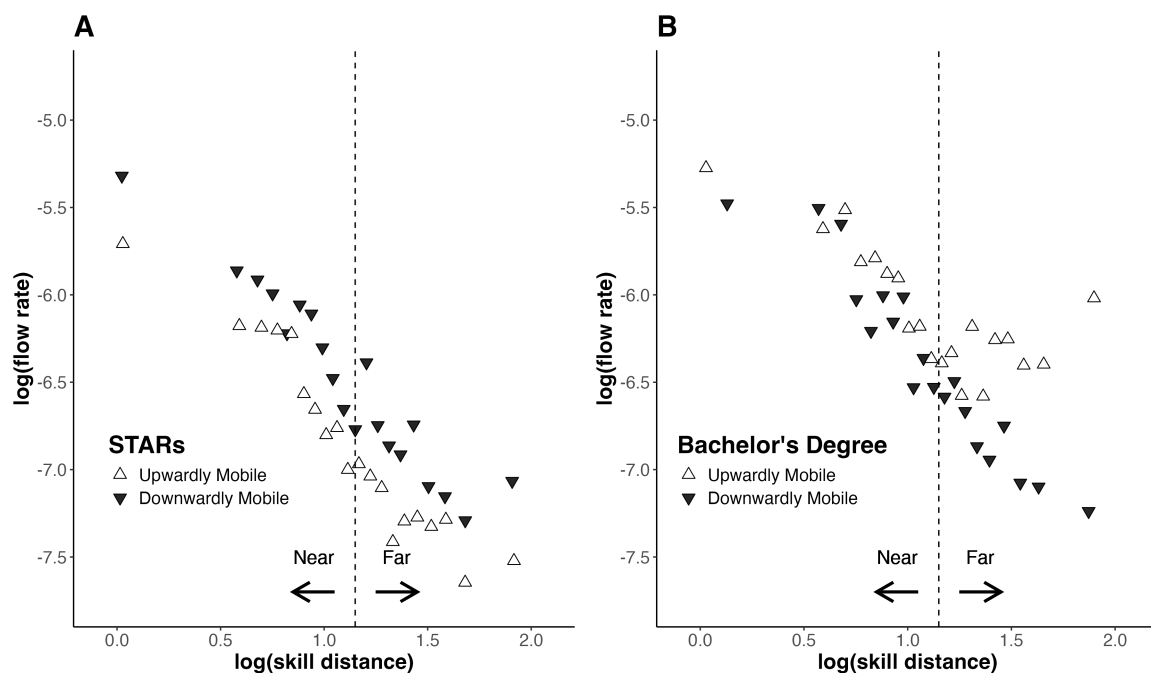 A
log(flow rate)
-5.0
-5.5
-6.0
-6.5
-7.0
-7.5
STARs
Upwardly Mobile
Downwardly Mobile
Near Far
0.0 0.5 1.0 1.5 2.0
log(skill distance)
B
log(flow rate)
-5.0
-5.5
-6.0
-6.5
-7.0
-7.5
Bachelor's Degree
Upwardly Mobile
Downwardly Mobile
Near Far
0.0 0.5 1.0 1.5 2.0
log(skill distance)